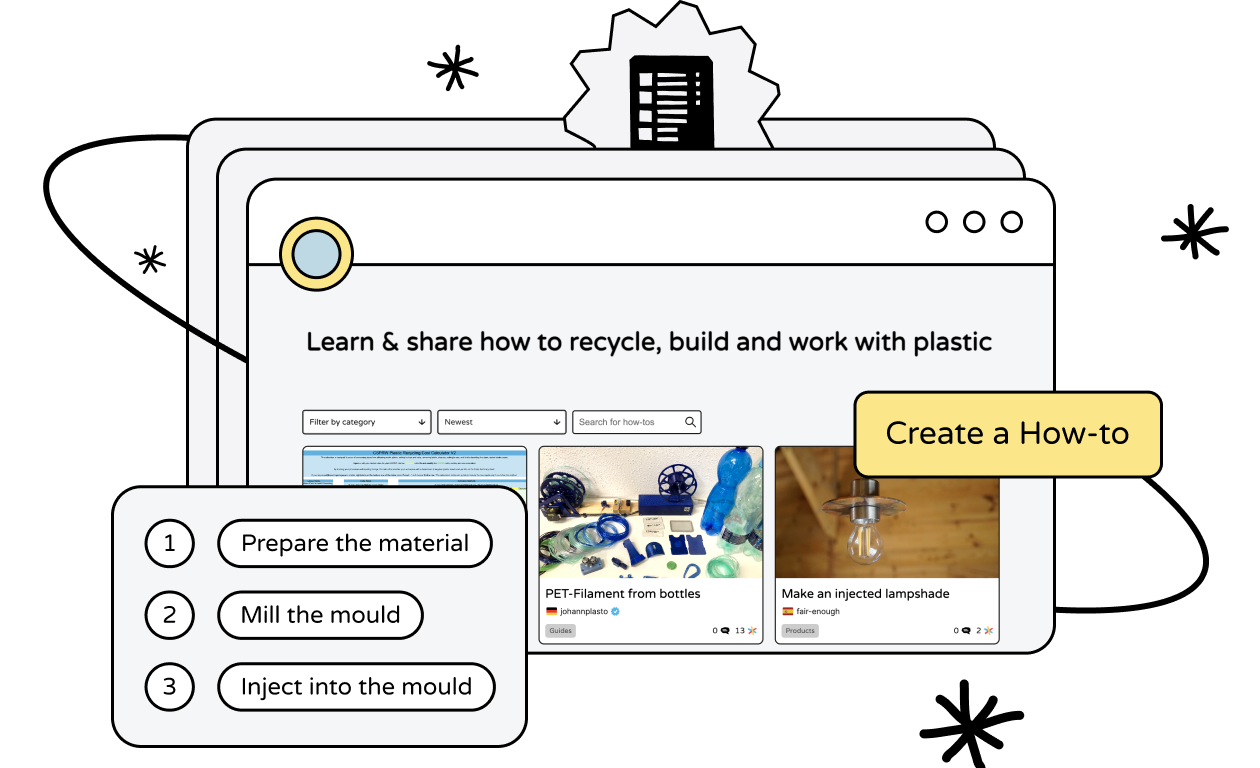 Learn & share how to recycle, build and work with plastic
Filter by category
Newest
Search for how-tos
Create a How-to
PET-Filament from bottles
johannplasto
Guides
0
13
Make an injected lampshade
fair-enough
Products
0
2
1
Prepare the material
2
Mill the mould
3
Inject into the mould